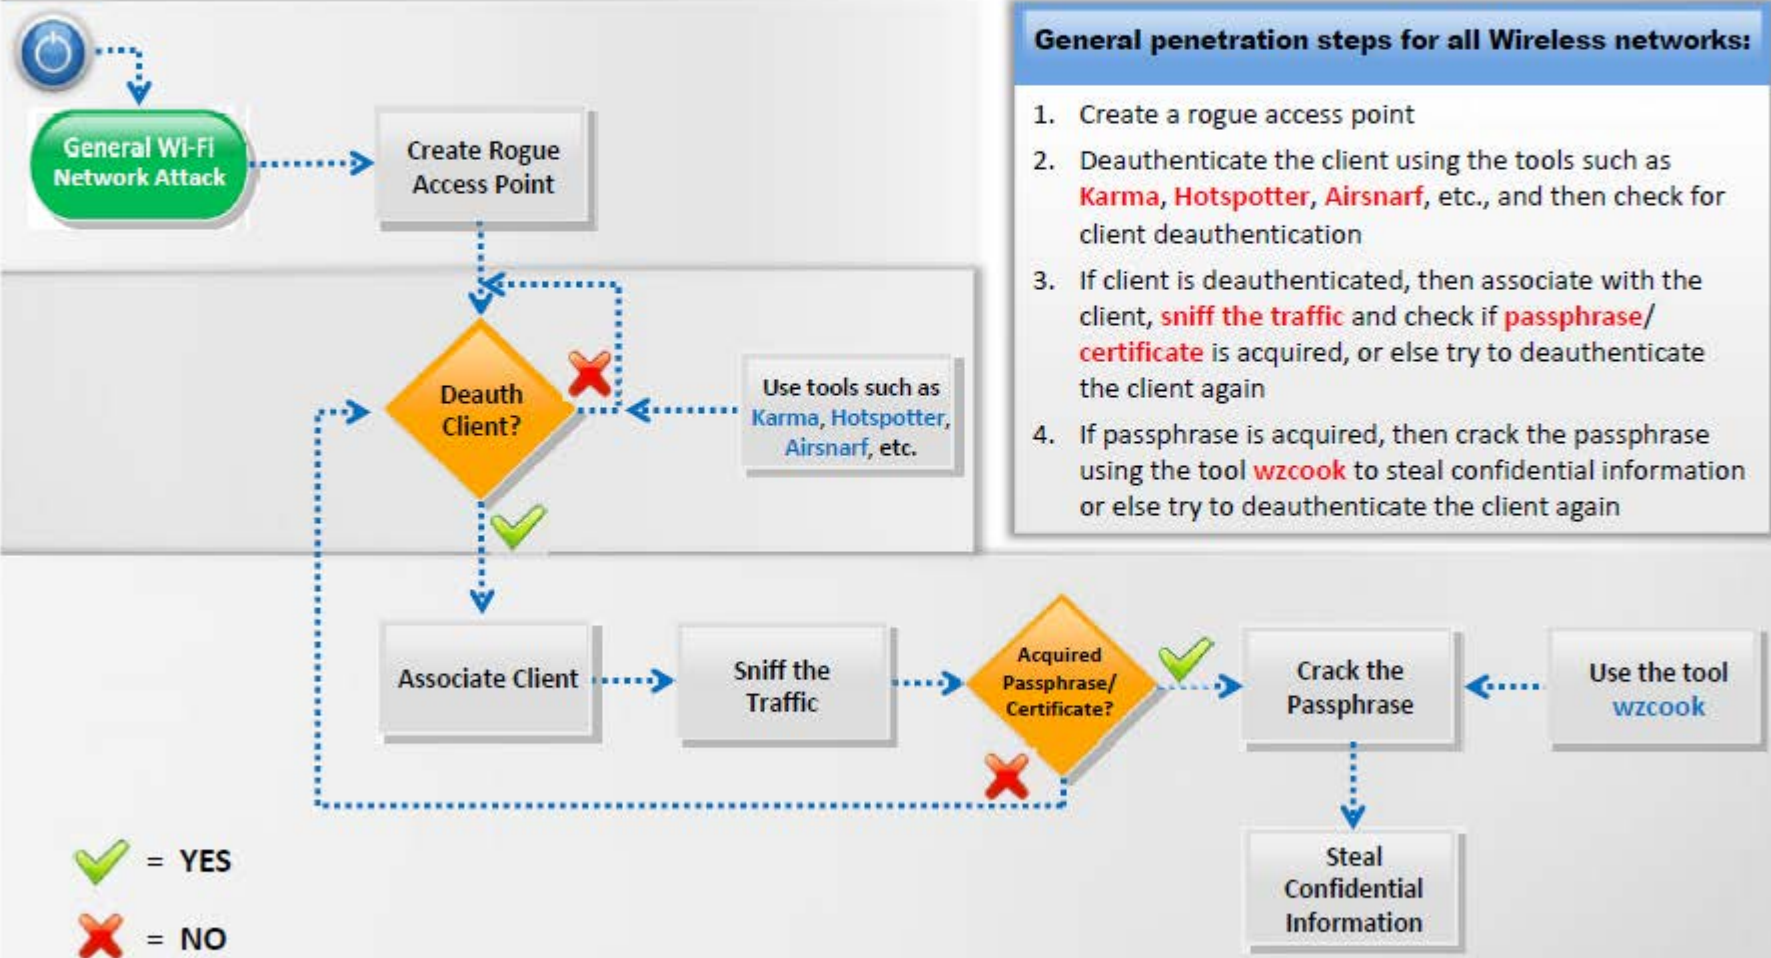 General penetration steps for all Wireless networks:
1. Create a rogue access point
2. Deauthenticate the client using the tools such as
Karma, Hotspotter, Airsnarf, etc., and then check for
client deauthentication
3. If client is deauthenticated, then associate with the
client, sniff the traffic and check if passphrase/
certificate is acquired, or else try to deauthenticate
the client again
4. If passphrase is acquired, then crack the passphrase
using the tool wzcook to steal confidential information
or else try to deauthenticate the client again
General Wi-Fi
Network Attack
Create Rogue
Access Point
Deauth
Client?
Use tools such as
Karma, Hotspotter,
Airsnarf, etc.
Associate Client
Sniff the
Traffic
Acquired
Passphrase/
Certificate?
Crack the
Passphrase
Use the tool
wzcook
Steal
Confidential
Information
= YES
= NO